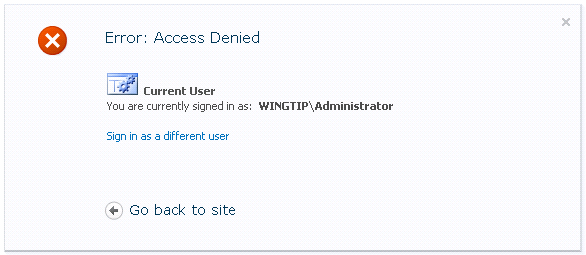 Error: Access Denied
Current User
You are currently signed in as: WINGTIP\Administrator
Sign in as a different user
Go back to site